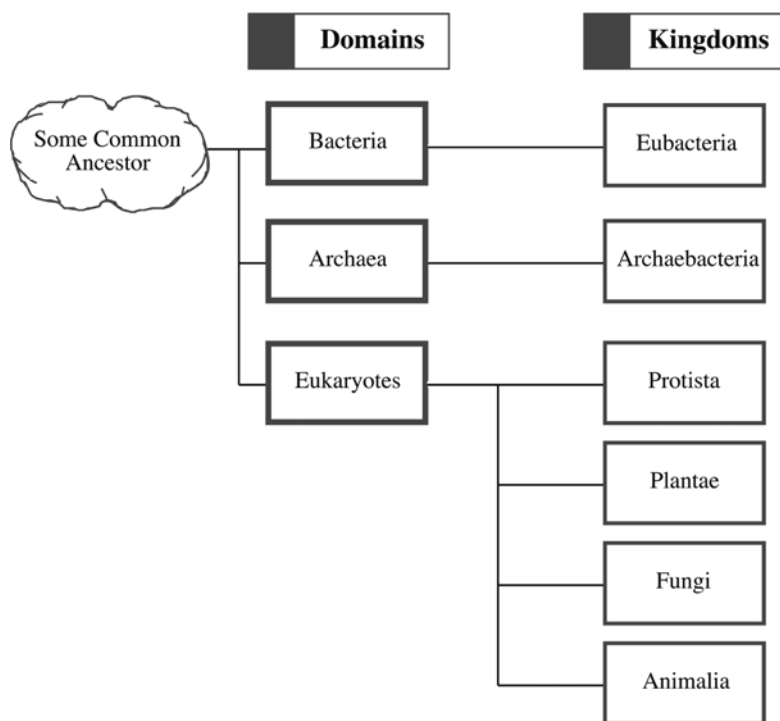 Domains
Kingdoms
Some Common
Ancestor
Bacteria
Eubacteria
Archaea
Archaebacteria
Eukaryotes
Protista
Plantae
Fungi
Animalia